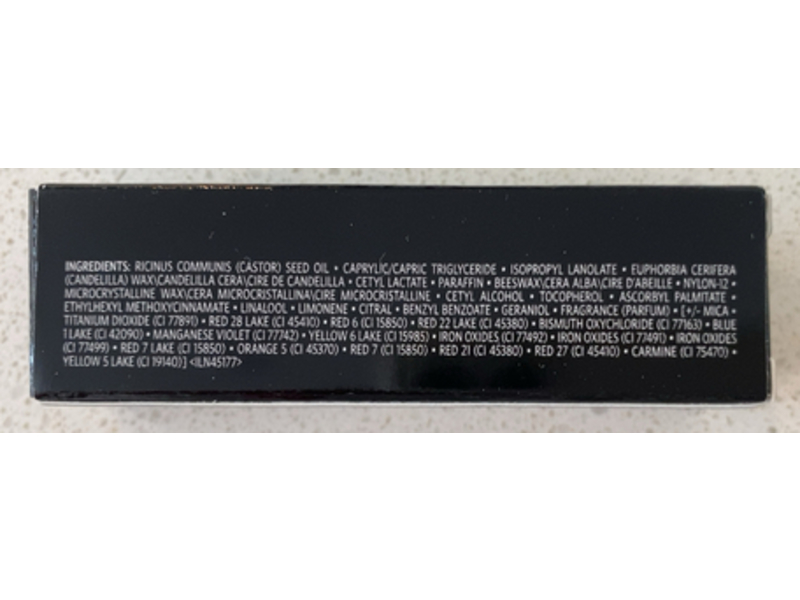 INGREDIENTS: RICINUS COMMUNIS (CASTOR) SEED OIL • CAPRYLIC/CAPRIC TRIGLYCERIDE • ISOPROPYL LANOLATE • EUPHORBIA CERIFERA
(CANDELILLA) WAX\CANDELILLA CERA\CIRE DE CANDELILLA • CETYL LACTATE • PARAFFIN • BEESWAX\CERA ALBA\CIRE D'ABEILLE • NYLON-12 •
MICROCRYSTALLINE WAX\CERA MICROCRISTALLINA\CIRE MICROCRISTALLINE • CETYL ALCOHOL • TOCOPHEROL • ASCORBYL PALMITATE •
ETHYLHEXYL METHOXYCINNAMATE • LINALOOL • LIMONENE • CITRAL • BENZYL BENZOATE • GERANIOL • FRAGRANCE (PARFUM) • [+/- MICA •
TITANIUM DIOXIDE (CI 77891) • RED 28 LAKE (CI 45410) • RED 6 (CI 15850) • RED 22 LAKE (CI 45380) • BISMUTH OXYCHLORIDE (CI 77163) • BLUE
1 LAKE (CI 42090) • MANGANESE VIOLET (CI 77742) • YELLOW 6 LAKE (CI 15985) • IRON OXIDES (CI 77492) • IRON OXIDES (CI 77491) • IRON OXIDES
(CI 77499) • RED 7 LAKE (CI 15850) • ORANGE 5 (CI 45370) • RED 7 (CI 15850) • RED 21 (CI 45380) • RED 27 (CI 45410) • CARMINE (CI 75470) •
YELLOW 5 LAKE (CI 19140)] <ILN45177>